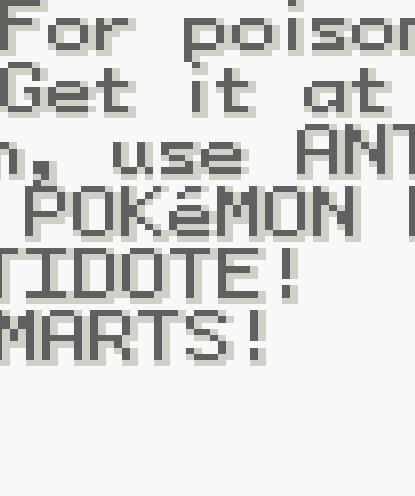 For poison
Get it at
n, use ANT
POKéMON
TIDOTE!
MARTS!